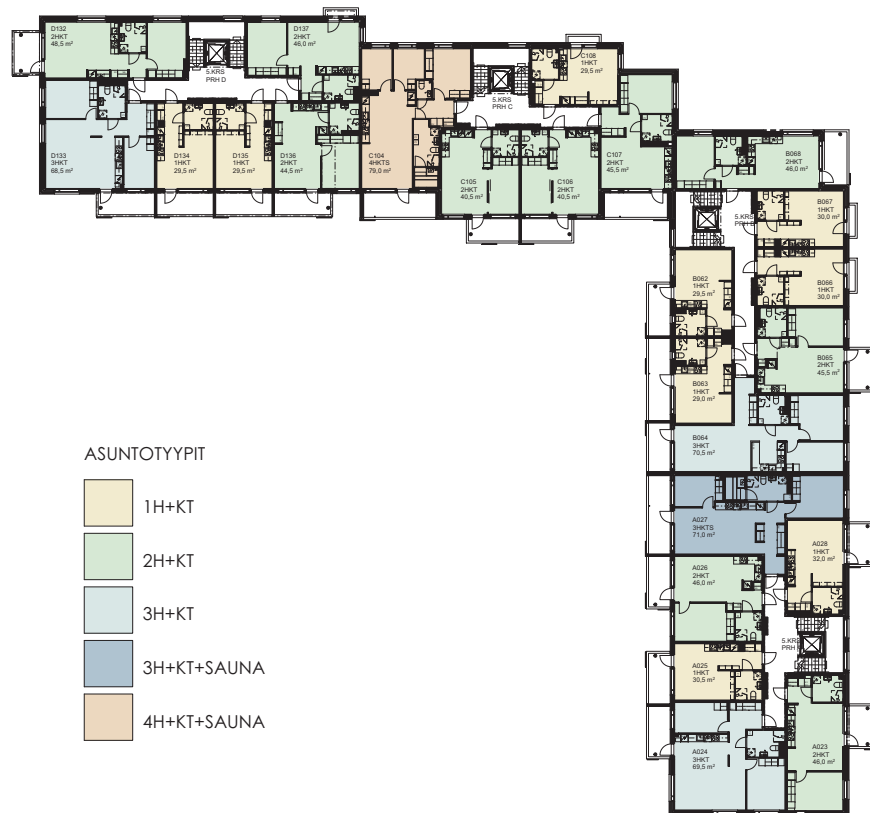 D132
2HKT
48,5 m²
5.KRS
PRH D
D137
2HKT
46,0 m²
C108
1HKT
29,5 m²
5.KRS
PRH C
D133
3HKT
68,5 m²
D134
1HKT
29,5 m²
D135
1HKT
29,5 m²
D136
2HKT
44,5 m²
C104
4HKTS
79,0 m²
C105
2HKT
40,5 m²
C106
2HKT
40,5 m²
C107
2HKT
45,5 m²
B068
2HKT
46,0 m²
5.KRS
PRH B
B067
1HKT
30,0 m²
B062
1HKT
29,5 m²
B066
1HKT
30,0 m²
B065
2HKT
45,5 m²
B063
1HKT
29,0 m²
B064
3HKT
70,5 m²
ASUNTOTYYPIT
1H+KT
2H+KT
3H+KT
3H+KT+SAUNA
4H+KT+SAUNA
A027
3HKTS
71,0 m²
A028
1HKT
32,0 m²
A026
2HKT
46,0 m²
5.KRS
PRH
A025
1HKT
30,5 m²
A024
3HKT
69,5 m²
A023
2HKT
46,0 m²